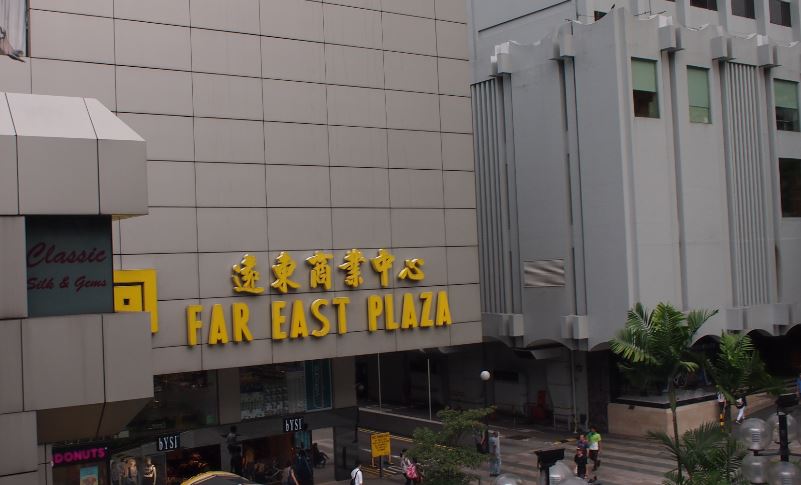 Classic
Silk & Gems
遠東商業中心
FAR EAST PLAZA
bYSI
bYSI
DONUTS